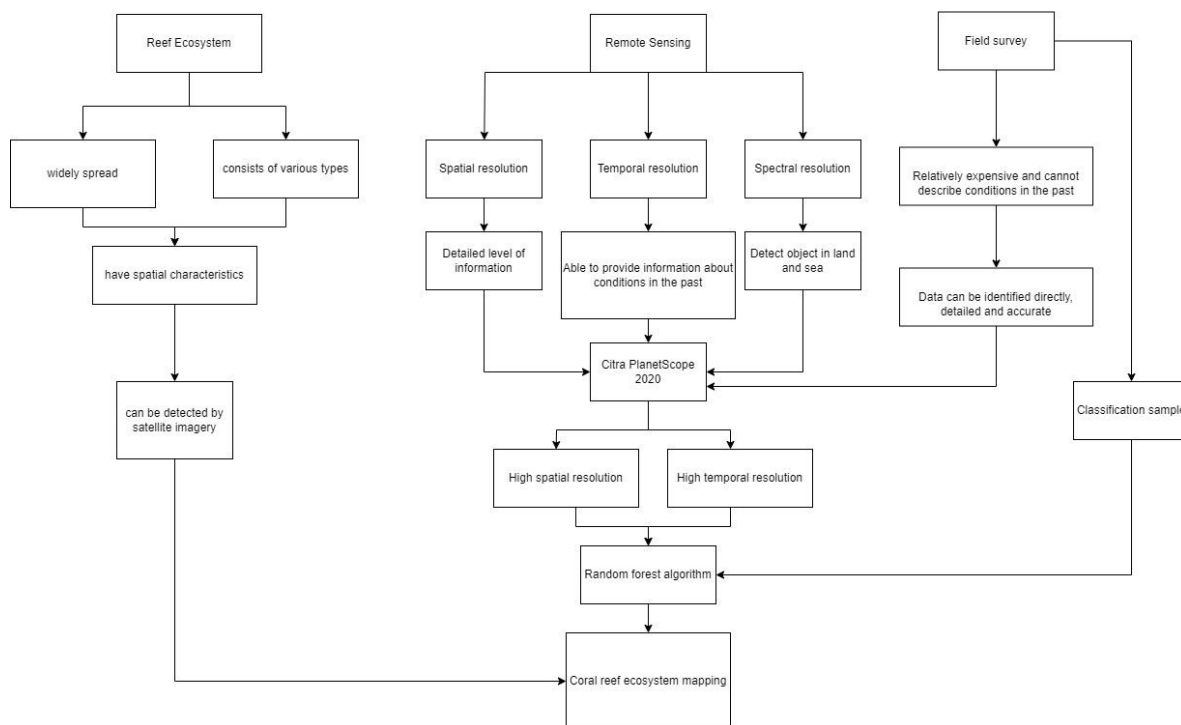 Reef Ecosystem
Remote Sensing
Field survey
widely spread
consists of various types
Spatial resolution
Temporal resolution
Spectral resolution
Relatively expensive and cannot
describe conditions in the past
have spatial characteristics
Detailed level of
information
Able to provide information about
conditions in the past
Detect object in land
and sea
Data can be identified directly,
detailed and accurate
Citra PlanetScope
2020
can be detected by
satellite imagery
Classification sample
High spatial resolution
High temporal resolution
Random forest algorithm
Coral reef ecosystem mapping